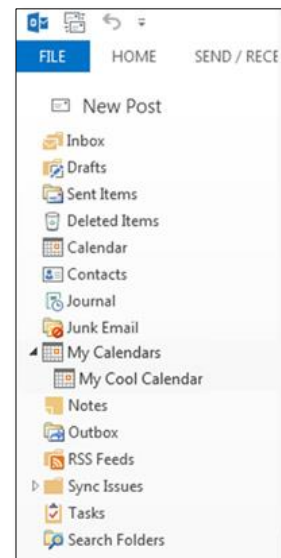 FILE HOME SEND / RECE
New Post
Inbox
Drafts
Sent Items
Deleted Items
Calendar
Contacts
Journal
Junk Email
My Calendars
My Cool Calendar
Notes
Outbox
RSS Feeds
Sync Issues
Tasks
Search Folders